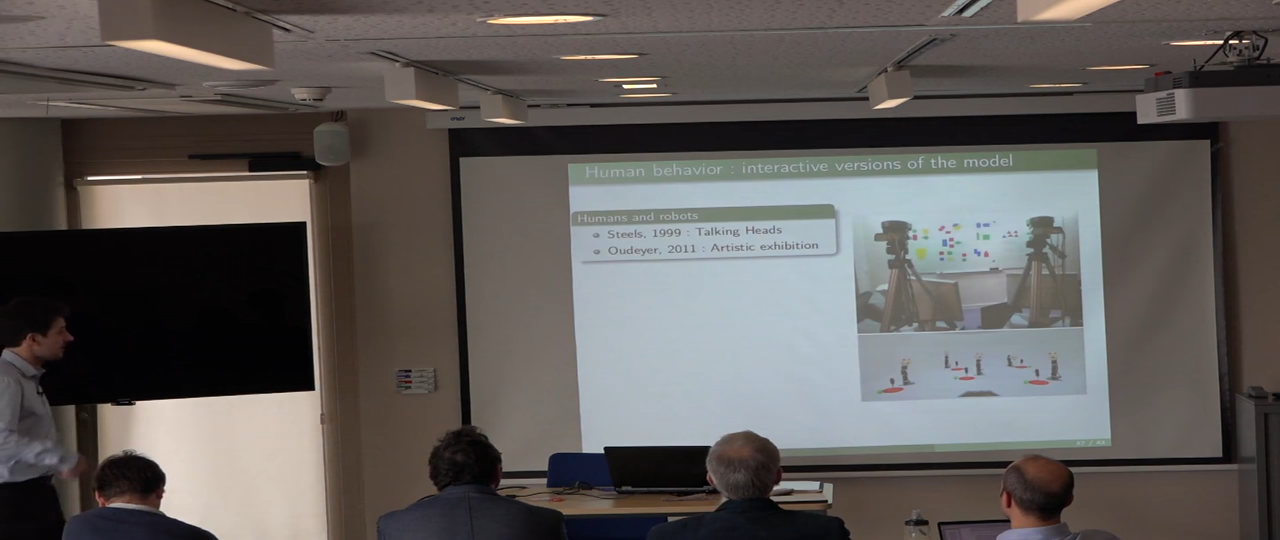 Human behavior : interactive versions of the model
Humans and robots
Steels, 1999 : Talking Heads
Oudeyer, 2011 : Artistic exhibition